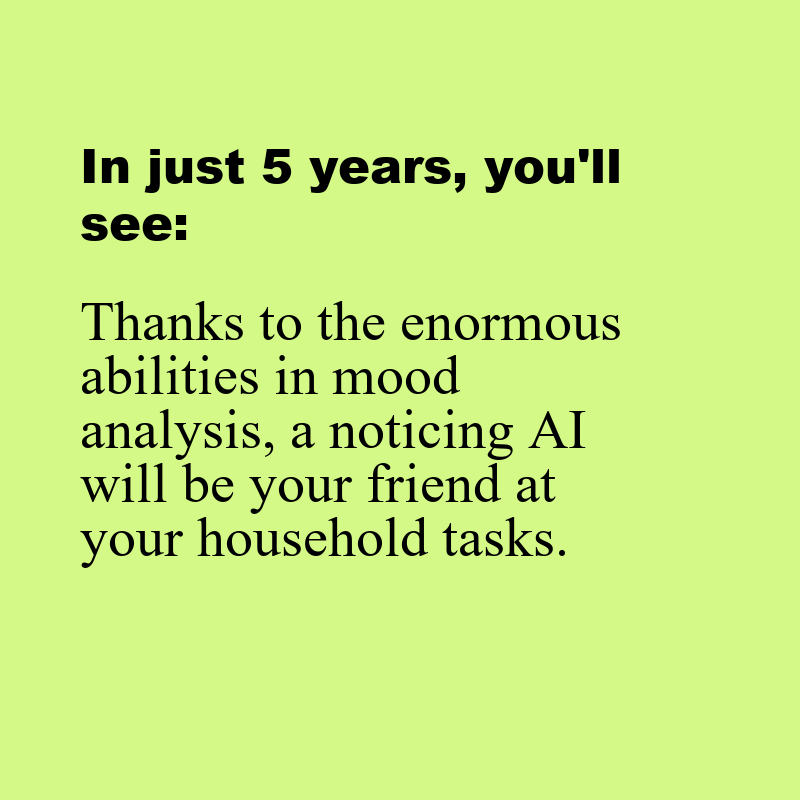 In just 5 years, you'll
see:
Thanks to the enormous
abilities in mood
analysis, a noticing AI
will be your friend at
your household tasks.